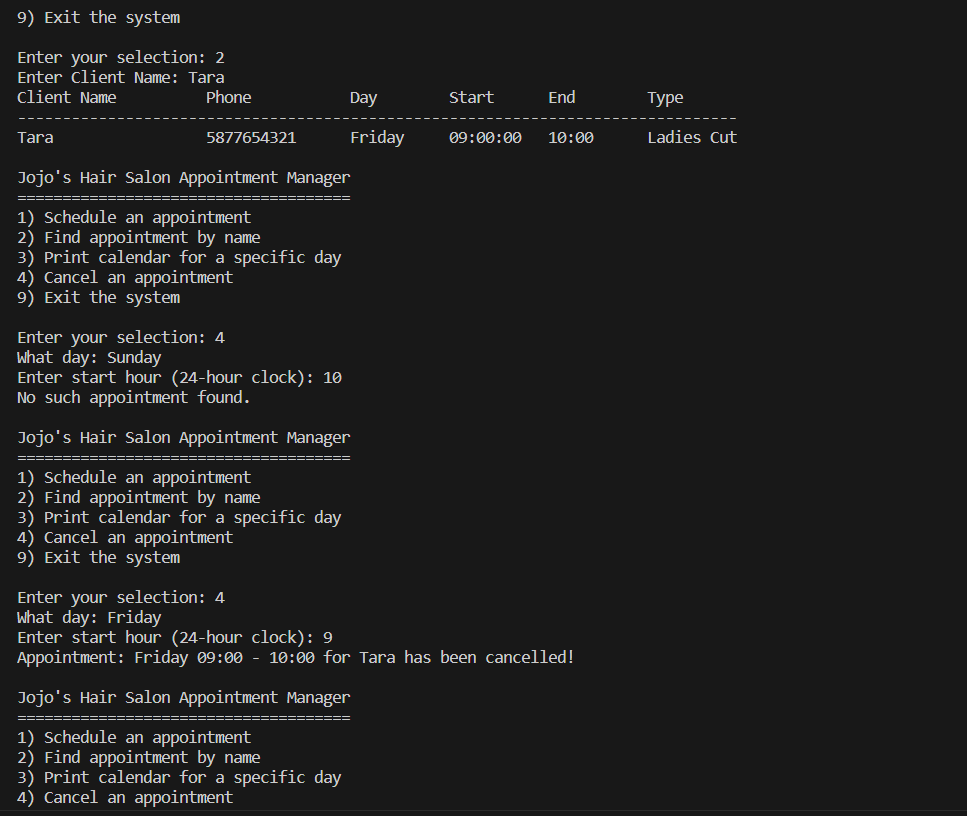 9) Exit the system
Enter your selection: 2
Enter Client Name: Tara
Client Name          Phone           Day        Start      End        Type
--------------------------------------------------------------------------------
Tara                 5877654321      Friday     09:00:00   10:00      Ladies Cut
Jojo's Hair Salon Appointment Manager
=====================================
1) Schedule an appointment
2) Find appointment by name
3) Print calendar for a specific day
4) Cancel an appointment
9) Exit the system
Enter your selection: 4
What day: Sunday
Enter start hour (24-hour clock): 10
No such appointment found.
Jojo's Hair Salon Appointment Manager
=====================================
1) Schedule an appointment
2) Find appointment by name
3) Print calendar for a specific day
4) Cancel an appointment
9) Exit the system
Enter your selection: 4
What day: Friday
Enter start hour (24-hour clock): 9
Appointment: Friday 09:00 - 10:00 for Tara has been cancelled!
Jojo's Hair Salon Appointment Manager
=====================================
1) Schedule an appointment
2) Find appointment by name
3) Print calendar for a specific day
4) Cancel an appointment